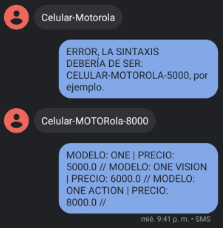 Celular-Motorola
ERROR, LA SINTAXIS
DEBERÍA DE SER:
CELULAR-MOTOROLA-5000, por
ejemplo.
Celular-MOTORola-8000
MODELO: ONE | PRECIO:
5000.0 // MODELO: ONE VISION
| PRECIO: 6000.0 // MODELO:
ONE ACTION | PRECIO:
8000.0 //
mié. 9:41 p. m. • SMS